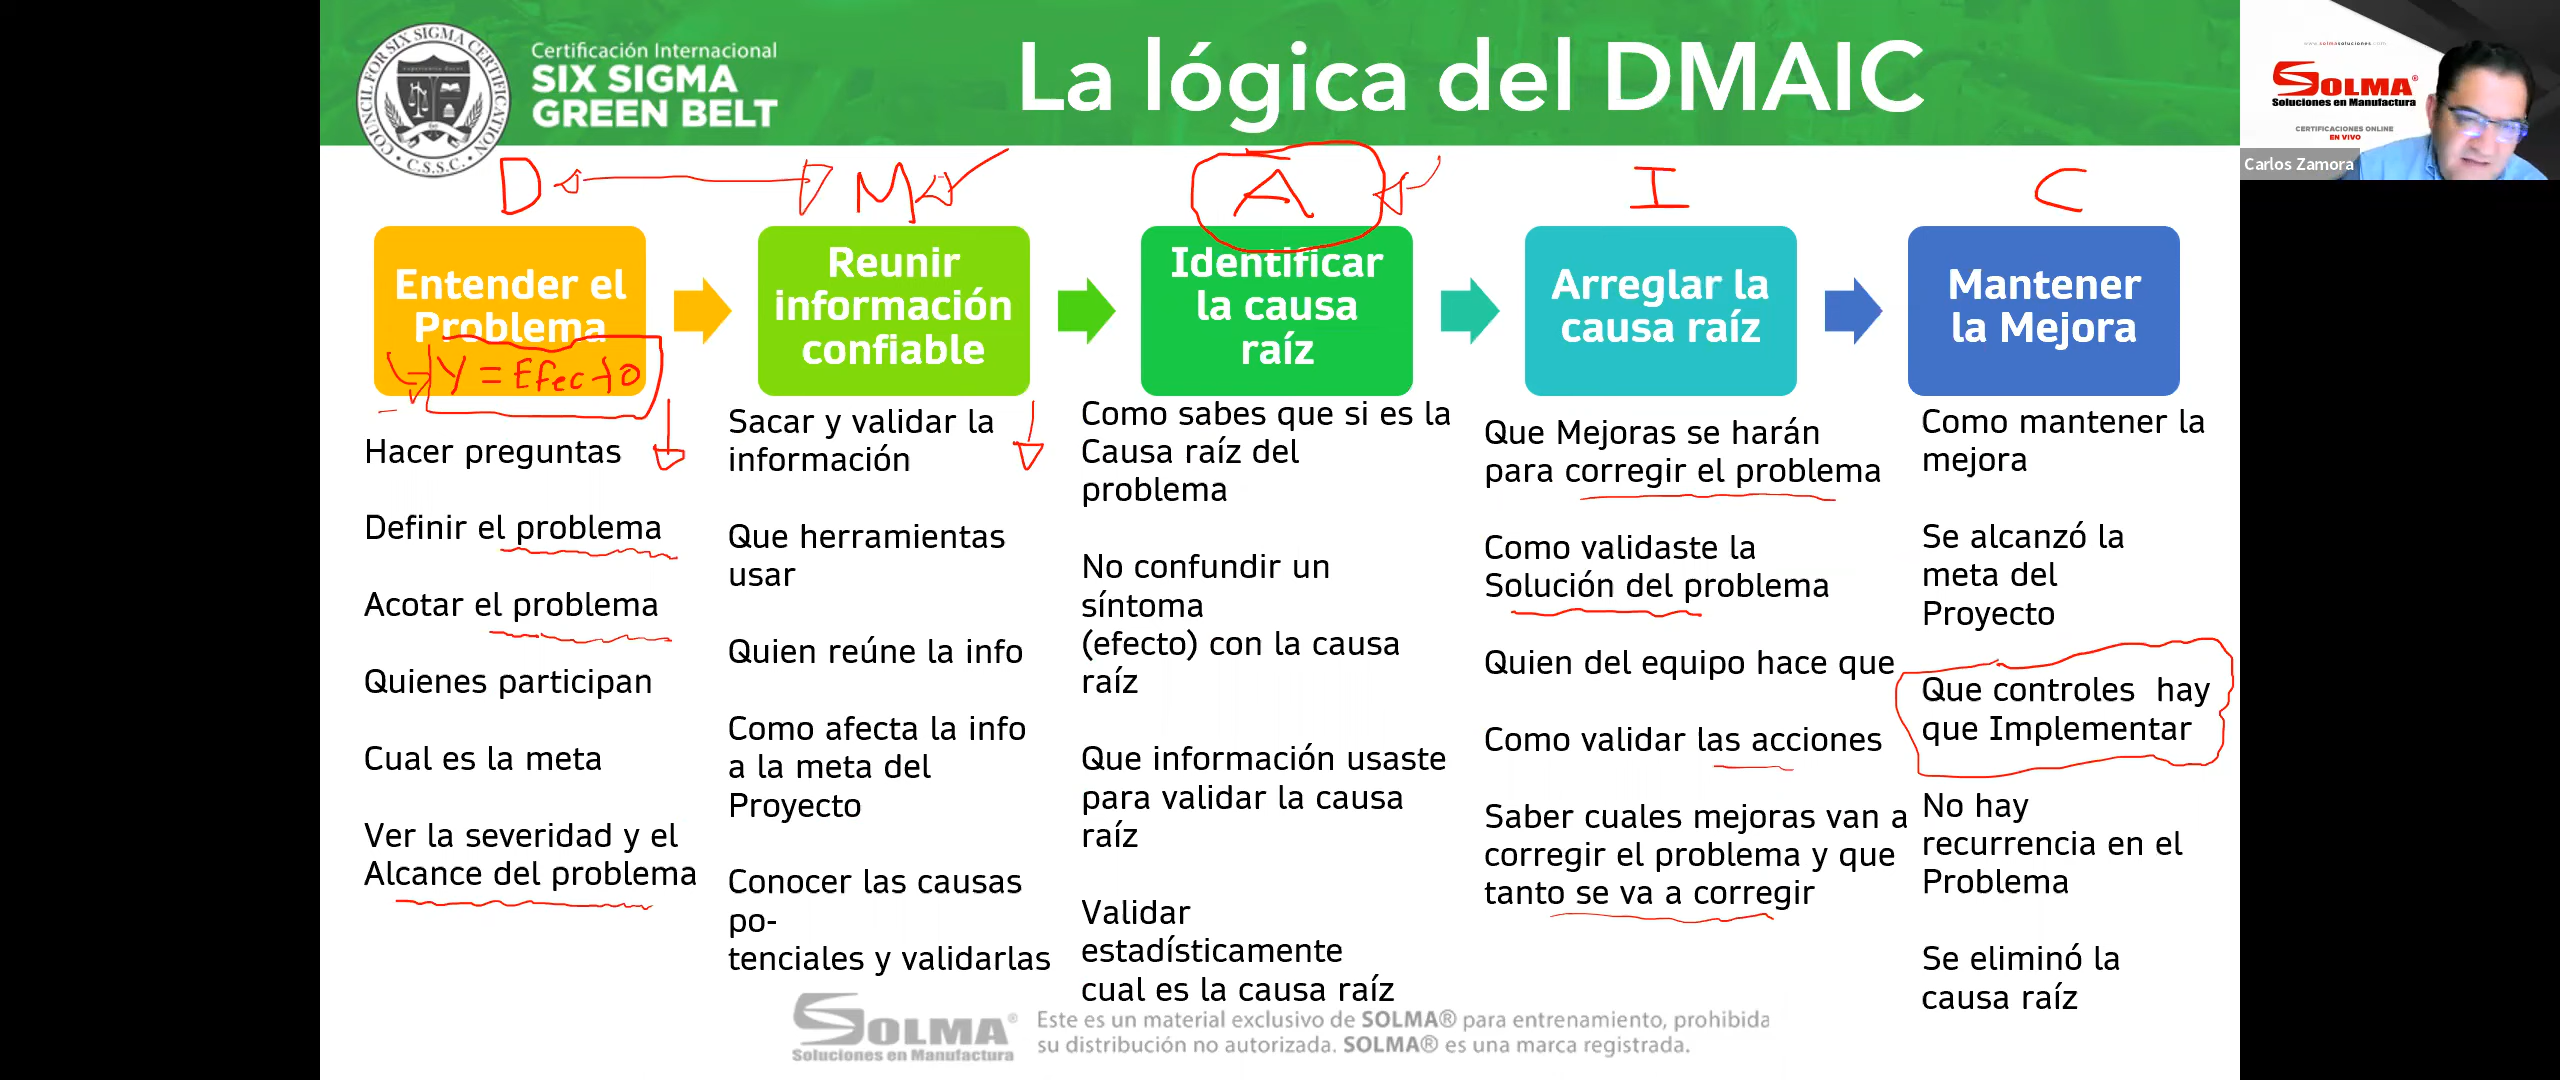 COUNCIL FOR SIX SIGMA CERTIFICATION
C.S.S.C.
Certificación Internacional
SIX SIGMA
GREEN BELT
La lógica del DMAIC
SOLMA®
Soluciones en Manufactura
CERTIFICACIONES ONLINE
EN VIVO
Carlos Zamora
D
M
A
I
C
Entender el
Problema
Y = Efecto
Hacer preguntas
Definir el problema
Acotar el problema
Quienes participan
Cual es la meta
Ver la severidad y el
Alcance del problema
Reunir
información
confiable
Sacar y validar la
información
Que herramientas
usar
Quien reúne la info
Como afecta la info
a la meta del
Proyecto
Conocer las causas
po-
tenciales y validarlas
Identificar
la causa
raíz
Como sabes que si es la
Causa raíz del
problema
No confundir un
síntoma
(efecto) con la causa
raíz
Que información usaste
para validar la causa
raíz
Validar
estadísticamente
cual es la causa raíz
Arreglar la
causa raíz
Que Mejoras se harán
para corregir el problema
Como validaste la
Solución del problema
Quien del equipo hace que
Como validar las acciones
Saber cuales mejoras van a
corregir el problema y que
tanto se va a corregir
Mantener
la Mejora
Como mantener la
mejora
Se alcanzó la
meta del
Proyecto
Que controles hay
que Implementar
No hay
recurrencia en el
Problema
Se eliminó la
causa raíz
SOLMA®
Soluciones en Manufactura
Este es un material exclusivo de SOLMA® para entrenamiento, prohibida
su distribución no autorizada. SOLMA® es una marca registrada.